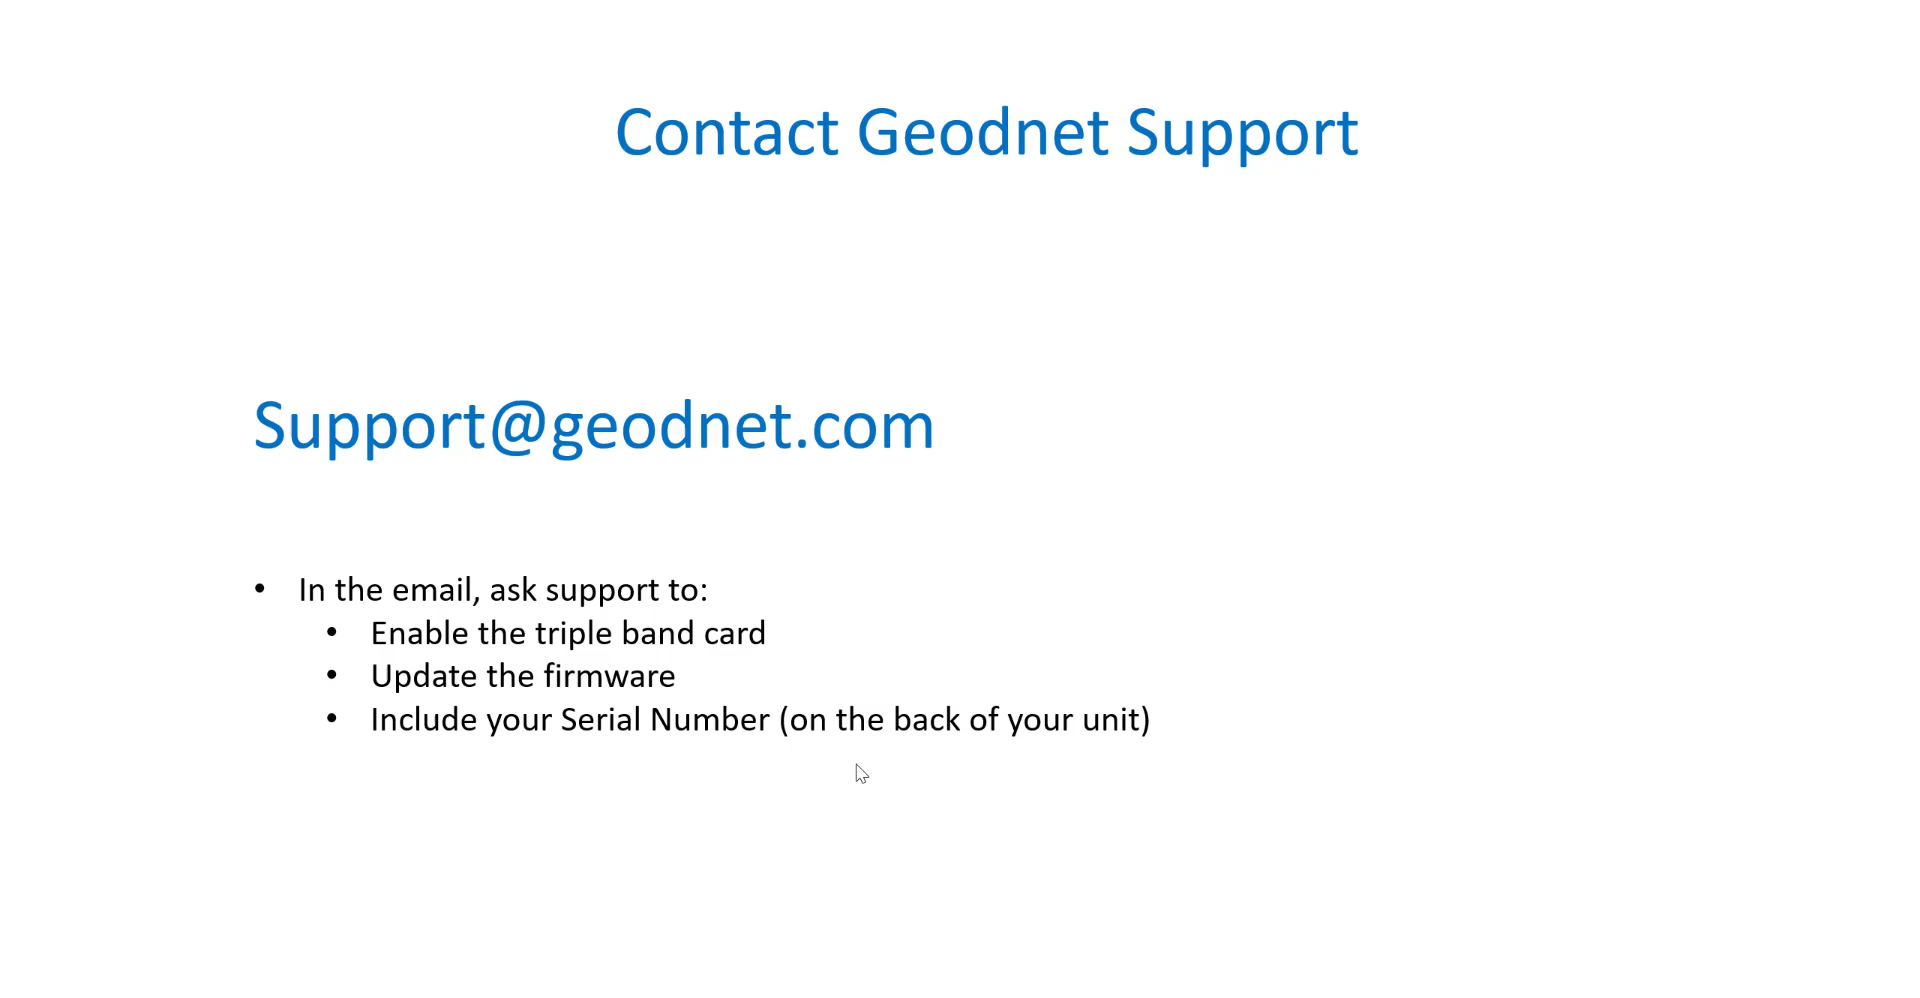 Contact Geodnet Support
Support@geodnet.com
• In the email, ask support to:
• Enable the triple band card
• Update the firmware
• Include your Serial Number (on the back of your unit)